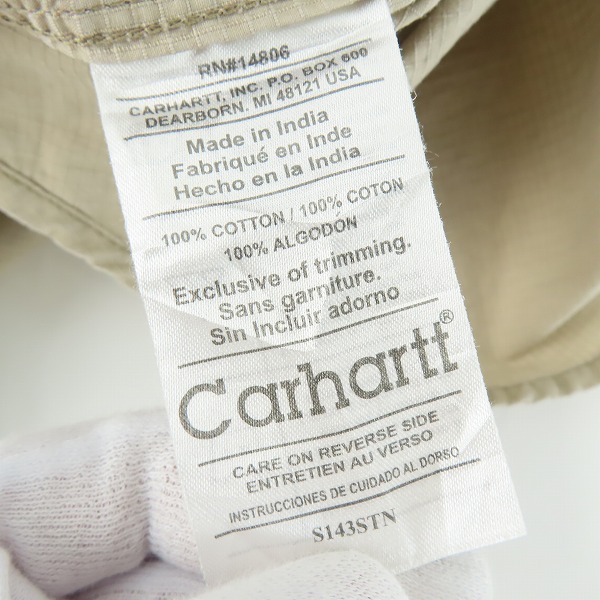 RN#14806
CARHARTT, INC. P.O. BOX 600
DEARBORN, MI 48121 USA
Made in India
Fabriqué en Inde
Hecho en la India
100% COTTON / 100% COTON
100% ALGODON
Exclusive of trimming.
Sans garniture.
Sin Incluir adorno
Carhartt®
CARE ON REVERSE SIDE
ENTRETIEN AU VERSO
INSTRUCCIONES DE CUIDADO AL DORSO
S143STN